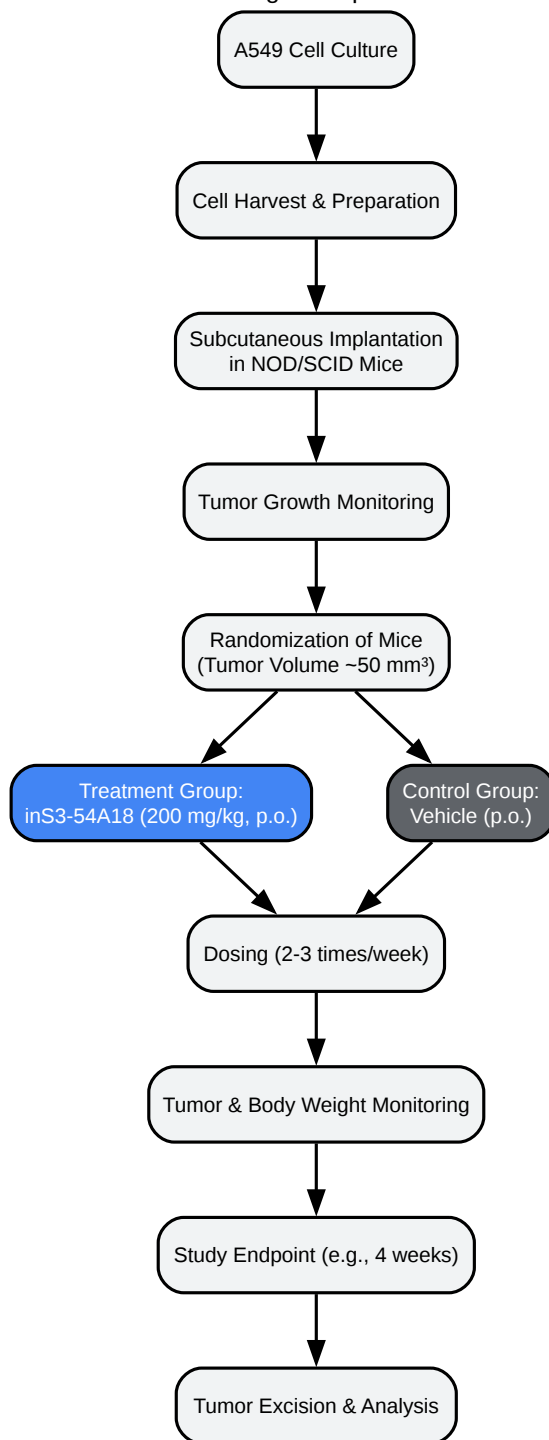 A549 Cell Culture
Cell Harvest & Preparation
Subcutaneous Implantation
in NOD/SCID Mice
Tumor Growth Monitoring
Randomization of Mice
(Tumor Volume ~50 mm³)
Treatment Group:
inS3-54A18 (200 mg/kg, p.o.)
Control Group:
Vehicle (p.o.)
Dosing (2-3 times/week)
Tumor & Body Weight Monitoring
Study Endpoint (e.g., 4 weeks)
Tumor Excision & Analysis